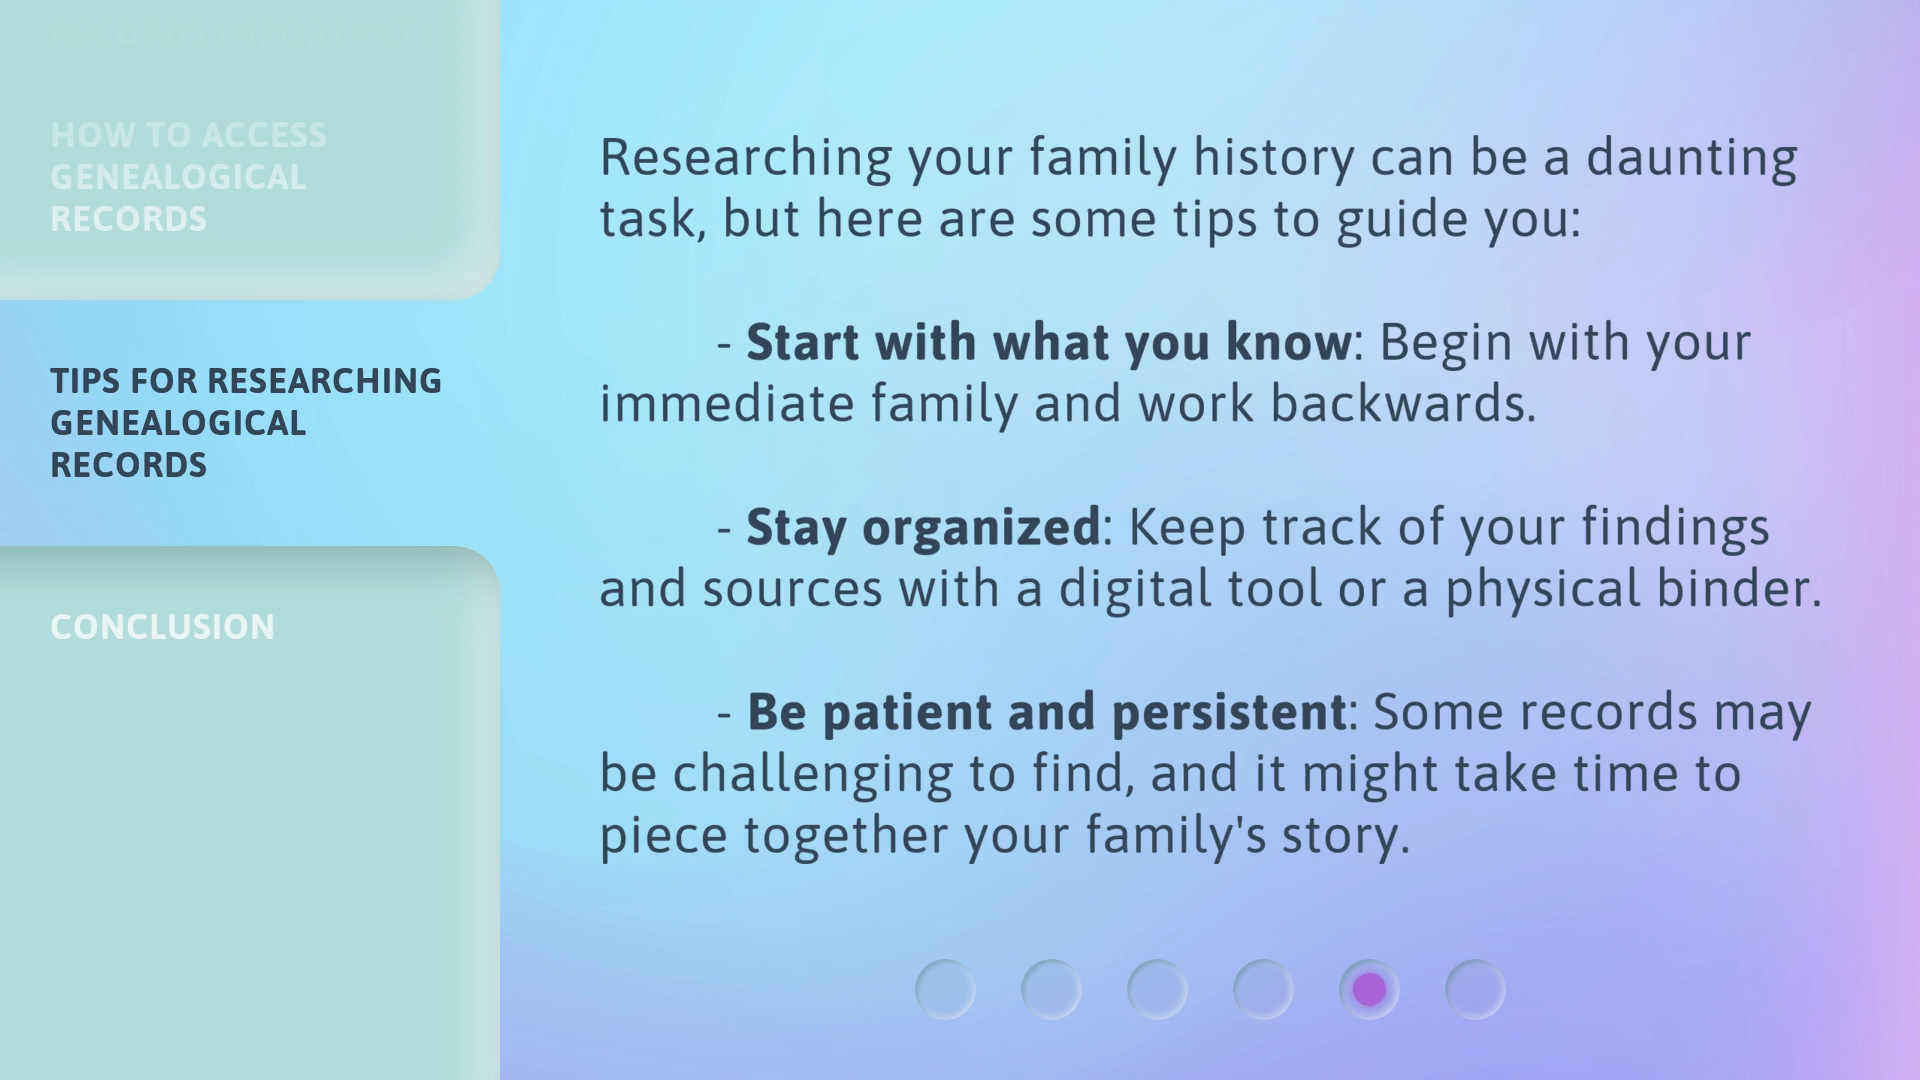 RECORDS IMPORTANT?
HOW TO ACCESS
GENEALOGICAL
RECORDS
TIPS FOR RESEARCHING
GENEALOGICAL
RECORDS
CONCLUSION
Researching your family history can be a daunting
task, but here are some tips to guide you:
- Start with what you know: Begin with your
immediate family and work backwards.
- Stay organized: Keep track of your findings
and sources with a digital tool or a physical binder.
- Be patient and persistent: Some records may
be challenging to find, and it might take time to
piece together your family's story.